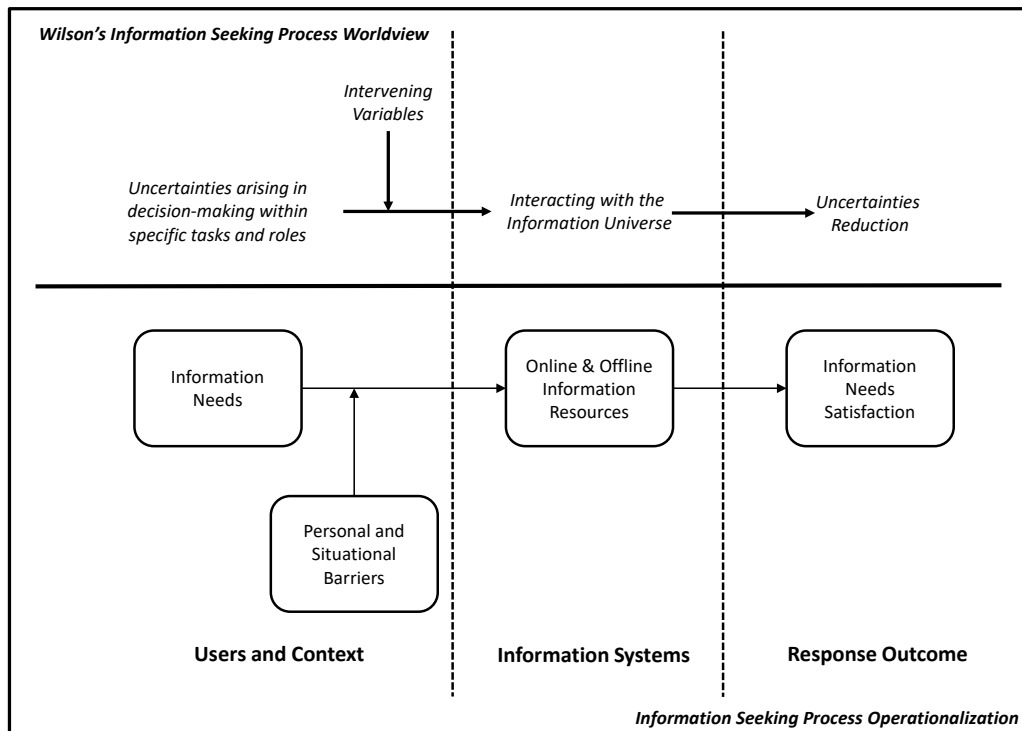 Wilson's Information Seeking Process Worldview
Intervening
Variables
Uncertainties arising in
decision-making within
specific tasks and roles
Interacting with the
Information Universe
Uncertainties
Reduction
Information
Needs
Online & Offline
Information
Resources
Information
Needs
Satisfaction
Personal and
Situational
Barriers
Users and Context
Information Systems
Response Outcome
Information Seeking Process Operationalization